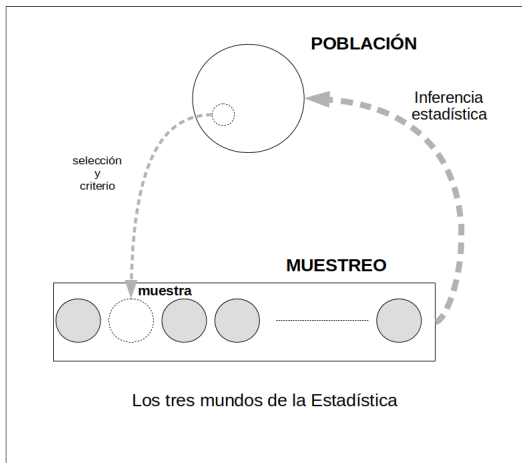 POBLACIÓN
Inferencia
estadística
selección
y
criterio
MUESTREO
muestra
Los tres mundos de la Estadística